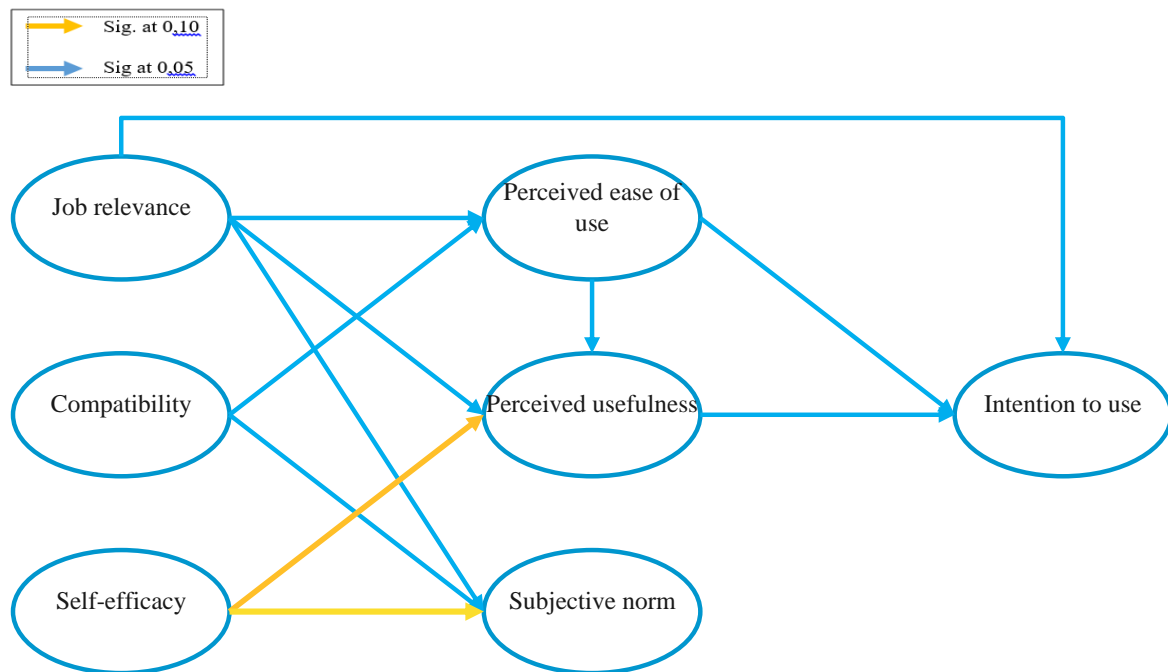 Sig. at 0,10
Sig at 0,05
Job relevance
Perceived ease of
use
Compatibility
Perceived usefulness
Intention to use
Self-efficacy
Subjective norm